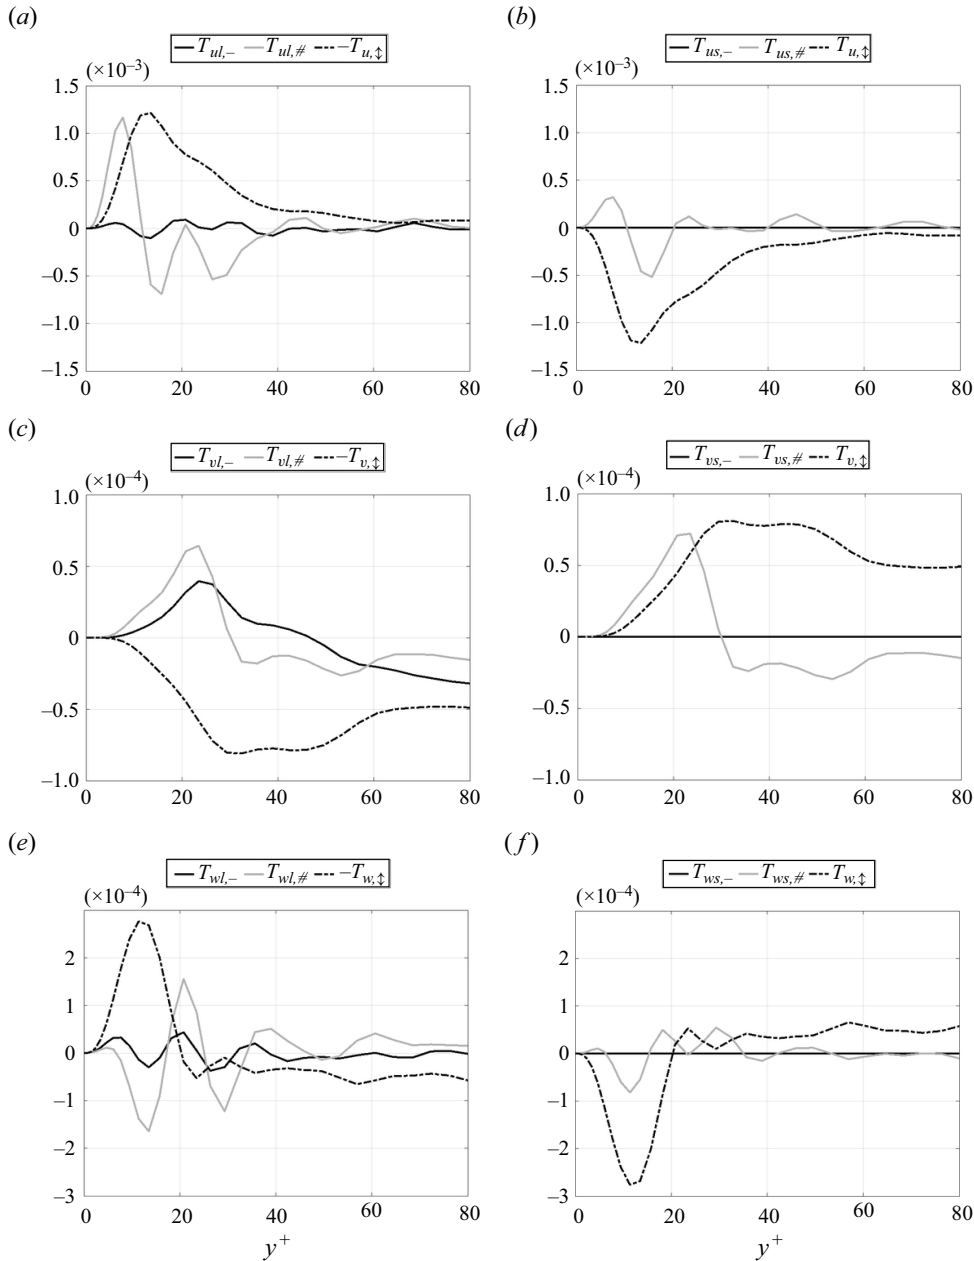 (a)
T_{ul,–} T_{ul,#} –T_{u,↕}
(×10^{–3})
1.5
1.0
0.5
0
–0.5
–1.0
–1.5
0 20 40 60 80
(b)
T_{us,–} T_{us,#} T_{u,↕}
(×10^{–3})
1.5
1.0
0.5
0
–0.5
–1.0
–1.5
0 20 40 60 80
(c)
T_{vl,–} T_{vl,#} –T_{v,↕}
(×10^{–4})
1.0
0.5
0
–0.5
–1.0
0 20 40 60 80
(d)
T_{vs,–} T_{vs,#} T_{v,↕}
(×10^{–4})
1.0
0.5
0
–0.5
–1.0
0 20 40 60 80
(e)
T_{wl,–} T_{wl,#} –T_{w,↕}
(×10^{–4})
2
1
0
–1
–2
–3
0 20 40 60 80
y^+
(f)
T_{ws,–} T_{ws,#} T_{w,↕}
(×10^{–4})
2
1
0
–1
–2
–3
0 20 40 60 80
y^+